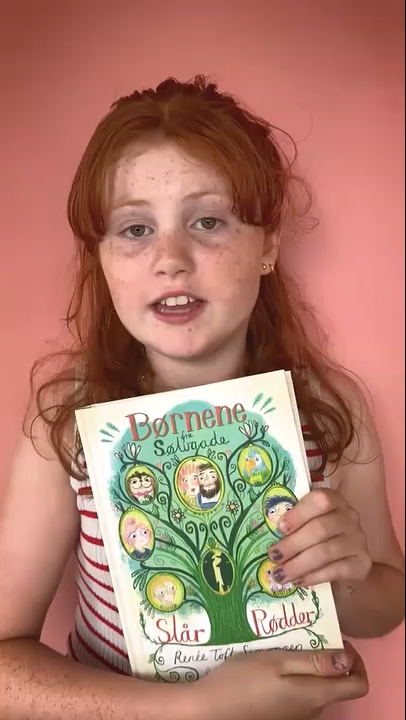 Børnene
fra
Sølvgade
Slår Rødder
Renée Toft Simonsen